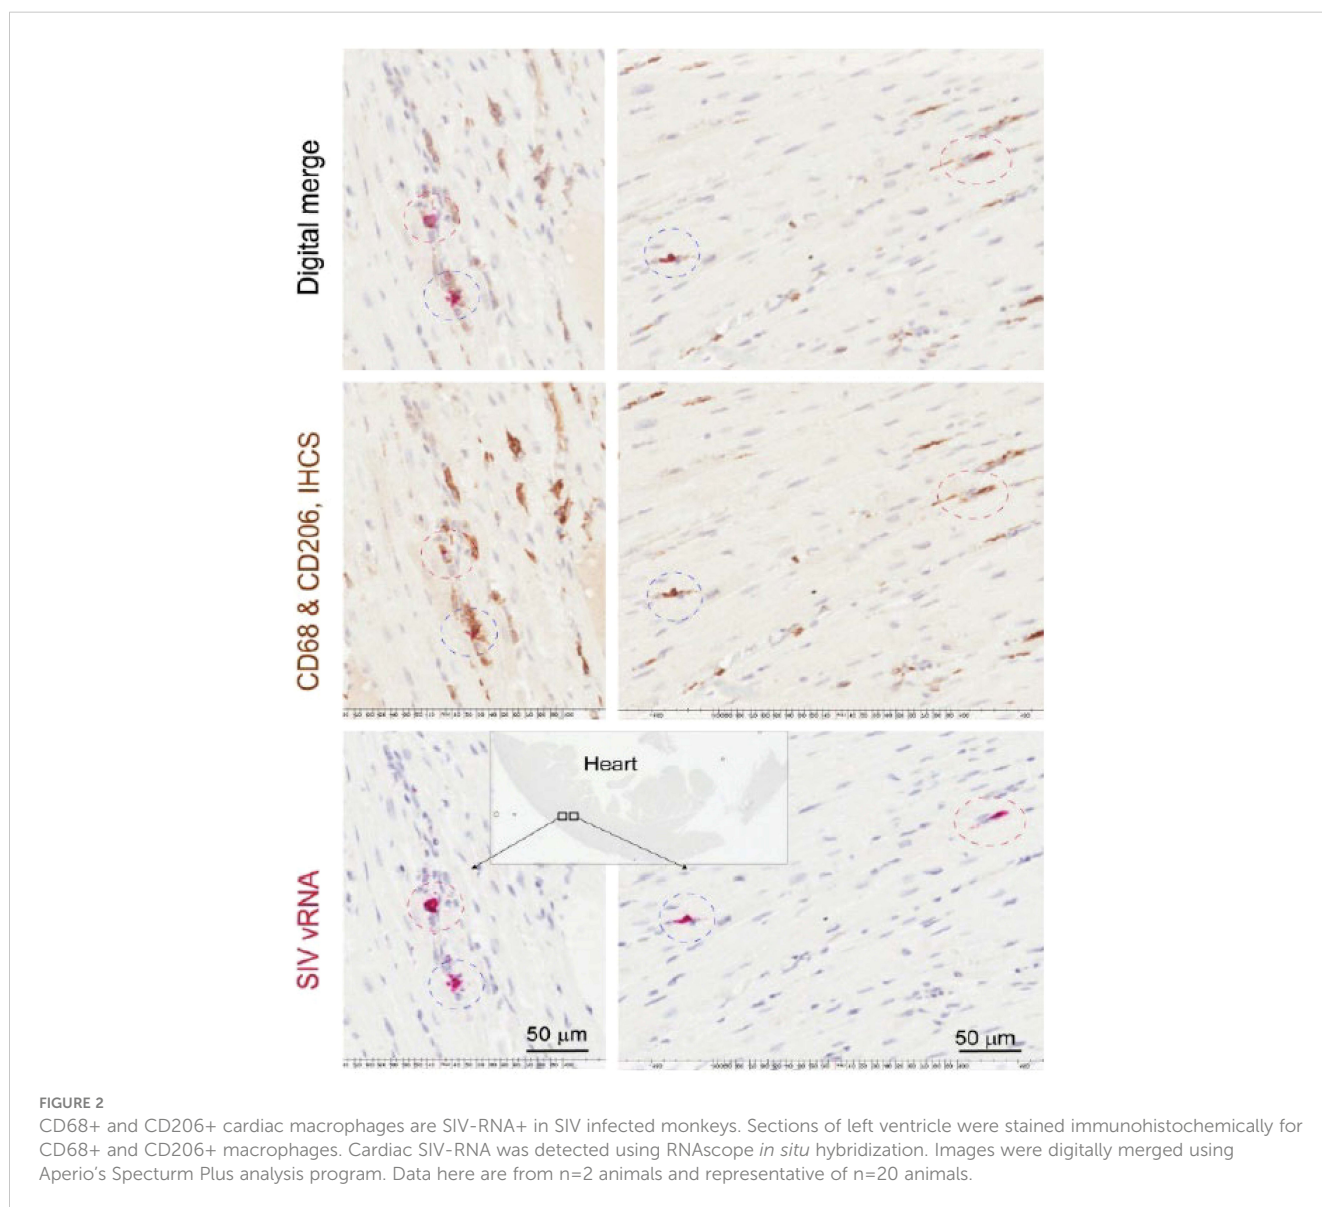 Digital merge
CD68 & CD206, IHCS
SIV vRNA
Heart
50 µm
50 µm
FIGURE 2
CD68+ and CD206+ cardiac macrophages are SIV-RNA+ in SIV infected monkeys. Sections of left ventricle were stained immunohistochemically for
CD68+ and CD206+ macrophages. Cardiac SIV-RNA was detected using RNAscope in situ hybridization. Images were digitally merged using
Aperio's Specturm Plus analysis program. Data here are from n=2 animals and representative of n=20 animals.